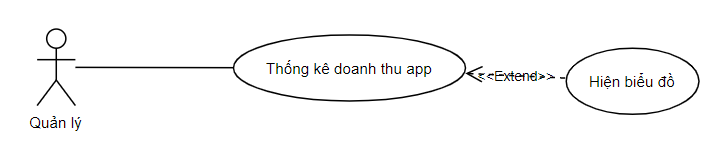 Thống kê doanh thu app
<<Extend>>
Hiện biểu đồ
Quản lý